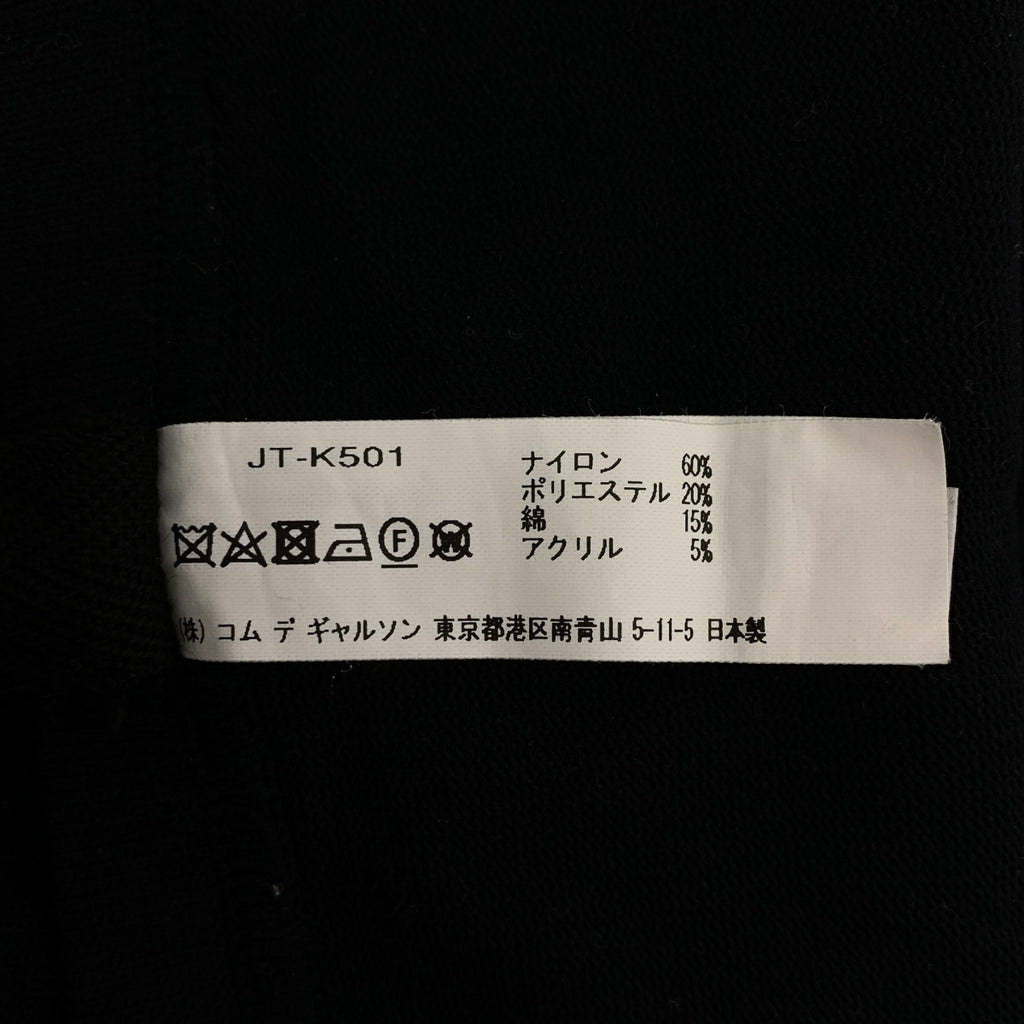 JT-K501
ナイロン 60%
ポリエステル 20%
綿 15%
アクリル 5%
F
W
(株) コム デ ギャルソン 東京都港区南青山 5-11-5 日本製